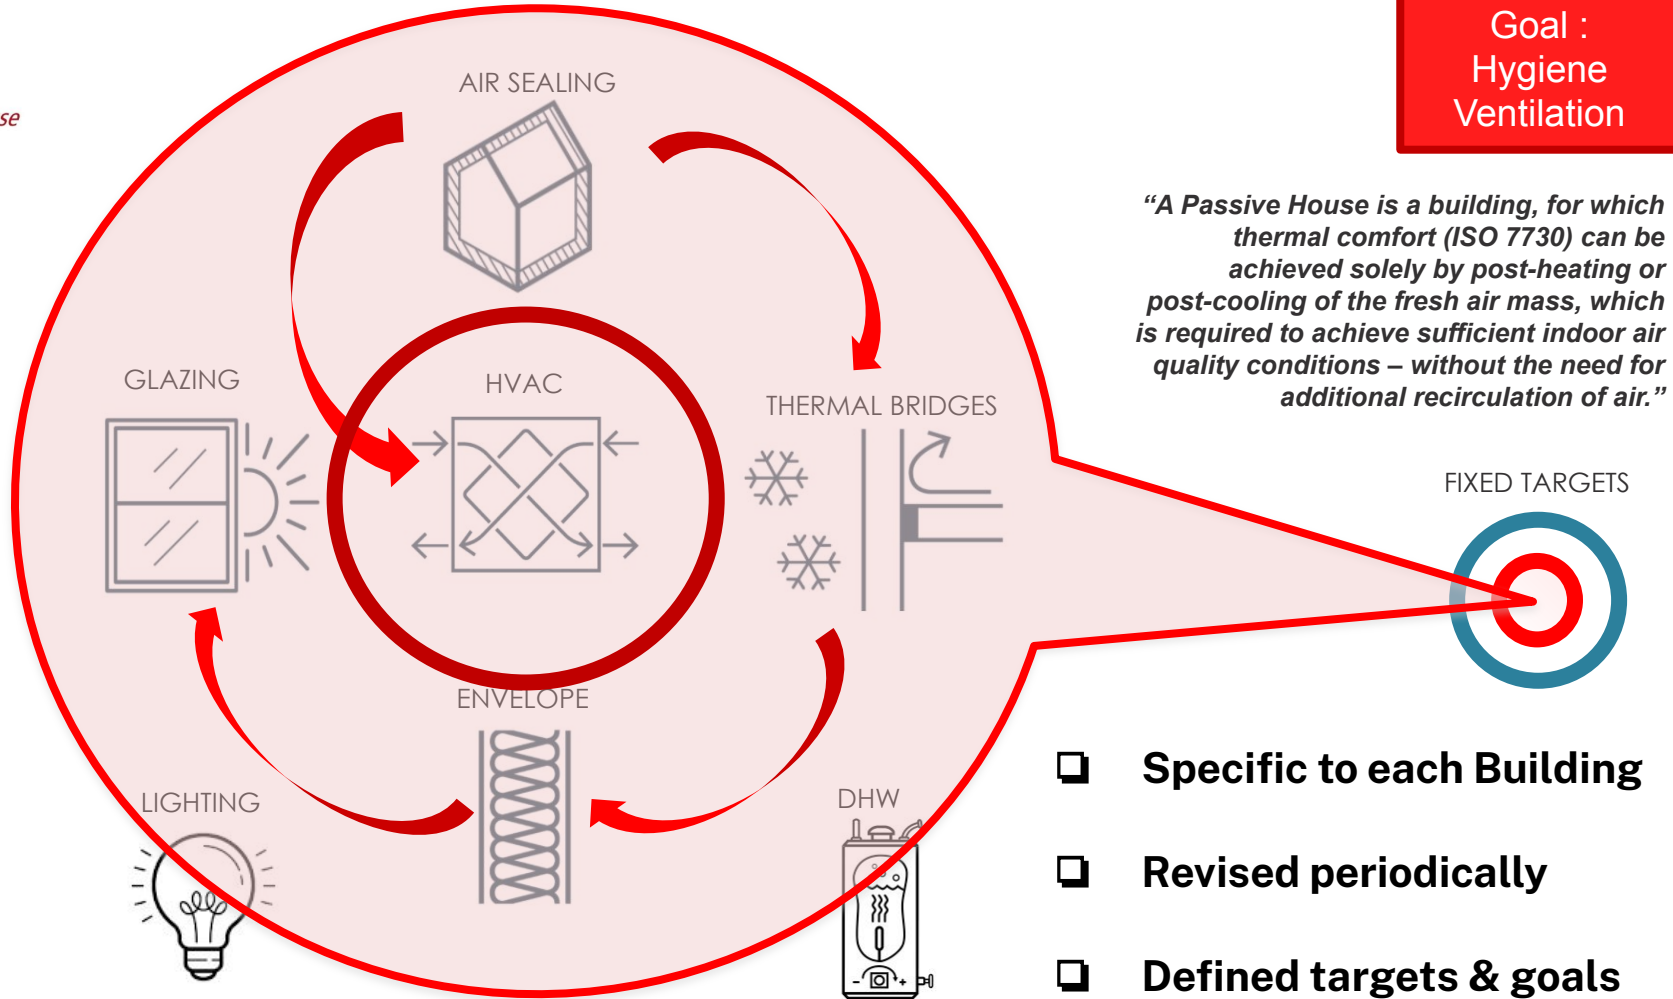 Goal :
Hygiene
Ventilation
se
AIR SEALING
“A Passive House is a building, for which
thermal comfort (ISO 7730) can be
achieved solely by post-heating or
post-cooling of the fresh air mass, which
is required to achieve sufficient indoor air
quality conditions – without the need for
additional recirculation of air.”
GLAZING
HVAC
THERMAL BRIDGES
FIXED TARGETS
ENVELOPE
LIGHTING
DHW
❑ Specific to each Building
❑ Revised periodically
❑ Defined targets & goals